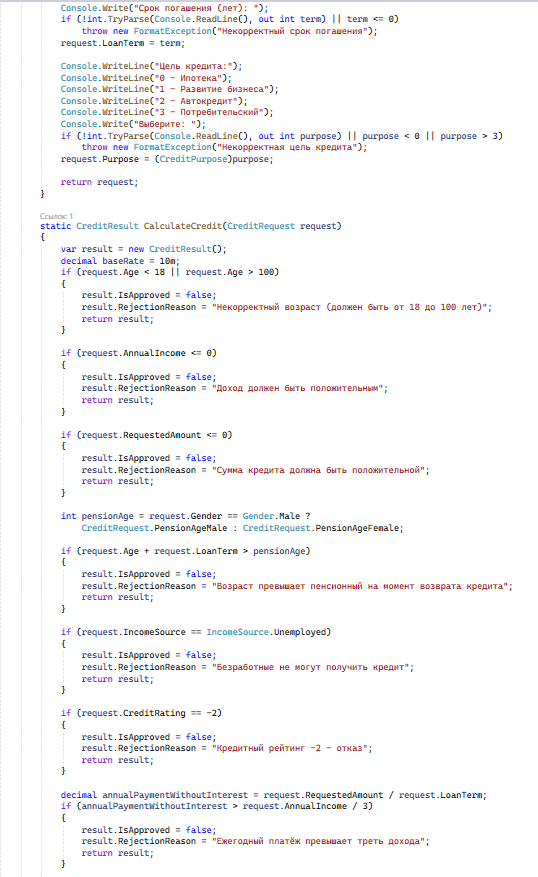 Console.Write("Срок погашения (лет): ");
if (!int.TryParse(Console.ReadLine(), out int term) || term <= 0)
throw new FormatException("Некорректный срок погашения");
request.LoanTerm = term;
Console.WriteLine("Цель кредита:");
Console.WriteLine("0 - Ипотека");
Console.WriteLine("1 - Развитие бизнеса");
Console.WriteLine("2 - Автокредит");
Console.WriteLine("3 - Потребительский");
Console.Write("Выберите: ");
if (!int.TryParse(Console.ReadLine(), out int purpose) || purpose < 0 || purpose > 3)
throw new FormatException("Некорректная цель кредита");
request.Purpose = (CreditPurpose)purpose;
return request;
}
Ссылок: 1
static CreditResult CalculateCredit(CreditRequest request)
{
var result = new CreditResult();
decimal baseRate = 10m;
if (request.Age < 18 || request.Age > 100)
{
result.IsApproved = false;
result.RejectionReason = "Некорректный возраст (должен быть от 18 до 100 лет)";
return result;
}
if (request.AnnualIncome <= 0)
{
result.IsApproved = false;
result.RejectionReason = "Доход должен быть положительным";
return result;
}
if (request.RequestedAmount <= 0)
{
result.IsApproved = false;
result.RejectionReason = "Сумма кредита должна быть положительной";
return result;
}
int pensionAge = request.Gender == Gender.Male ?
CreditRequest.PensionAgeMale : CreditRequest.PensionAgeFemale;
if (request.Age + request.LoanTerm > pensionAge)
{
result.IsApproved = false;
result.RejectionReason = "Возраст превышает пенсионный на момент возврата кредита";
return result;
}
if (request.IncomeSource == IncomeSource.Unemployed)
{
result.IsApproved = false;
result.RejectionReason = "Безработные не могут получить кредит";
return result;
}
if (request.CreditRating == -2)
{
result.IsApproved = false;
result.RejectionReason = "Кредитный рейтинг -2 - отказ";
return result;
}
decimal annualPaymentWithoutInterest = request.RequestedAmount / request.LoanTerm;
if (annualPaymentWithoutInterest > request.AnnualIncome / 3)
{
result.IsApproved = false;
result.RejectionReason = "Ежегодный платёж превышает треть дохода";
return result;
}